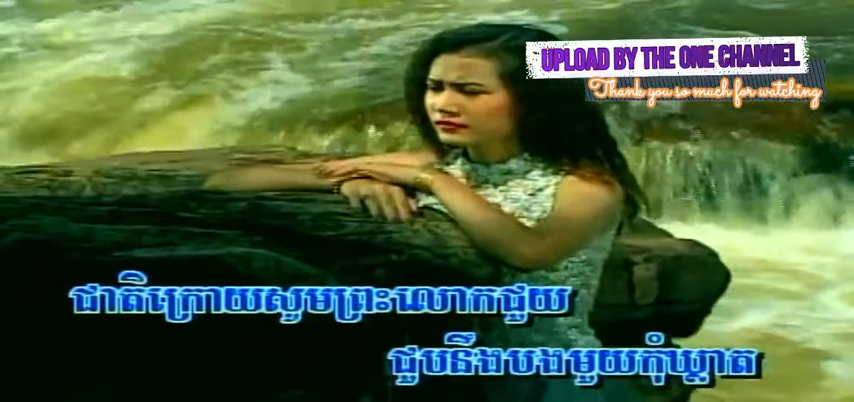 UPLOAD BY THE ONE CHANNEL
Thank you so much for watching
ជាតិក្រោយសូមព្រះលោកជួយ
ជួបនឹងបងមួយកុំឃ្លាត